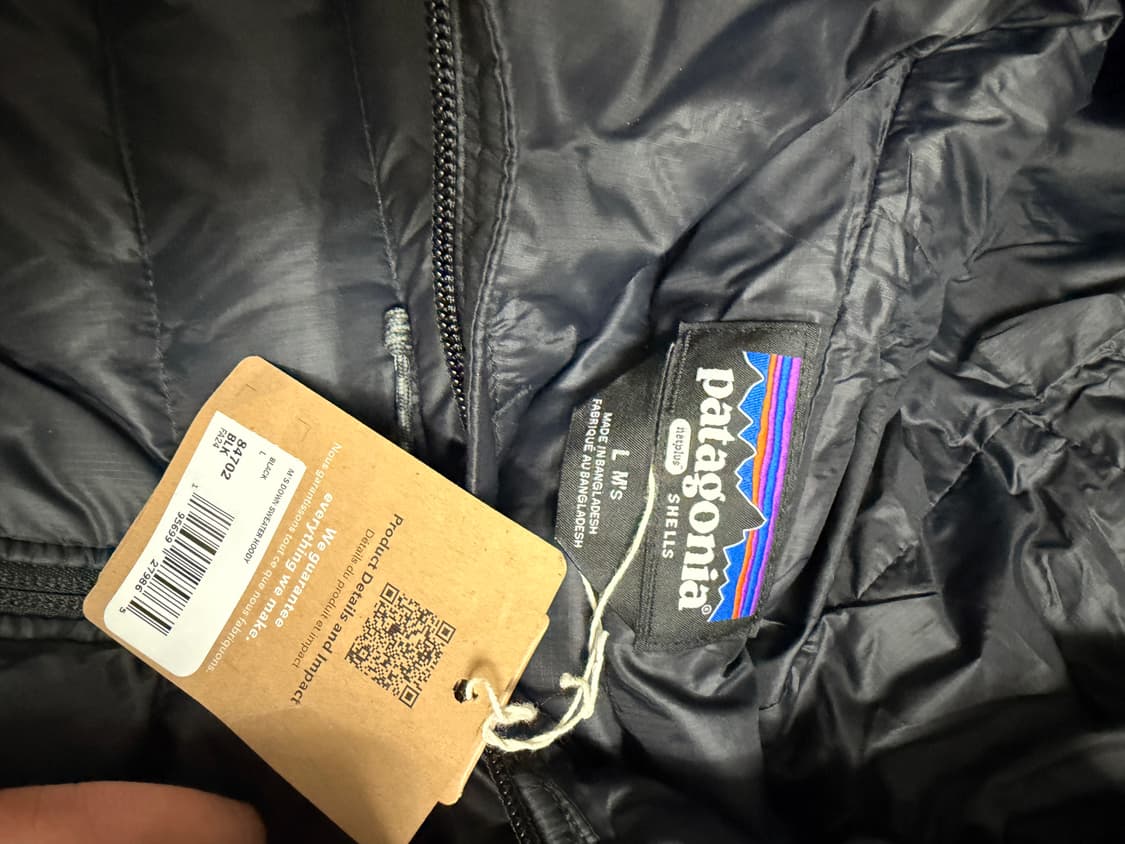 patagonia®
netplus
SHELLS
L M'S
MADE IN BANGLADESH
FABRIQUÉ AU BANGLADESH
84702
BLK
FA24
M'S DOWN SWEATER HOODY
BLACK
L
1 95699 27986 5
Nous garantissons tout ce que nous fabriquons.
We guarantee
everything we make.
Product Details and Impact
Détails du produit et impact